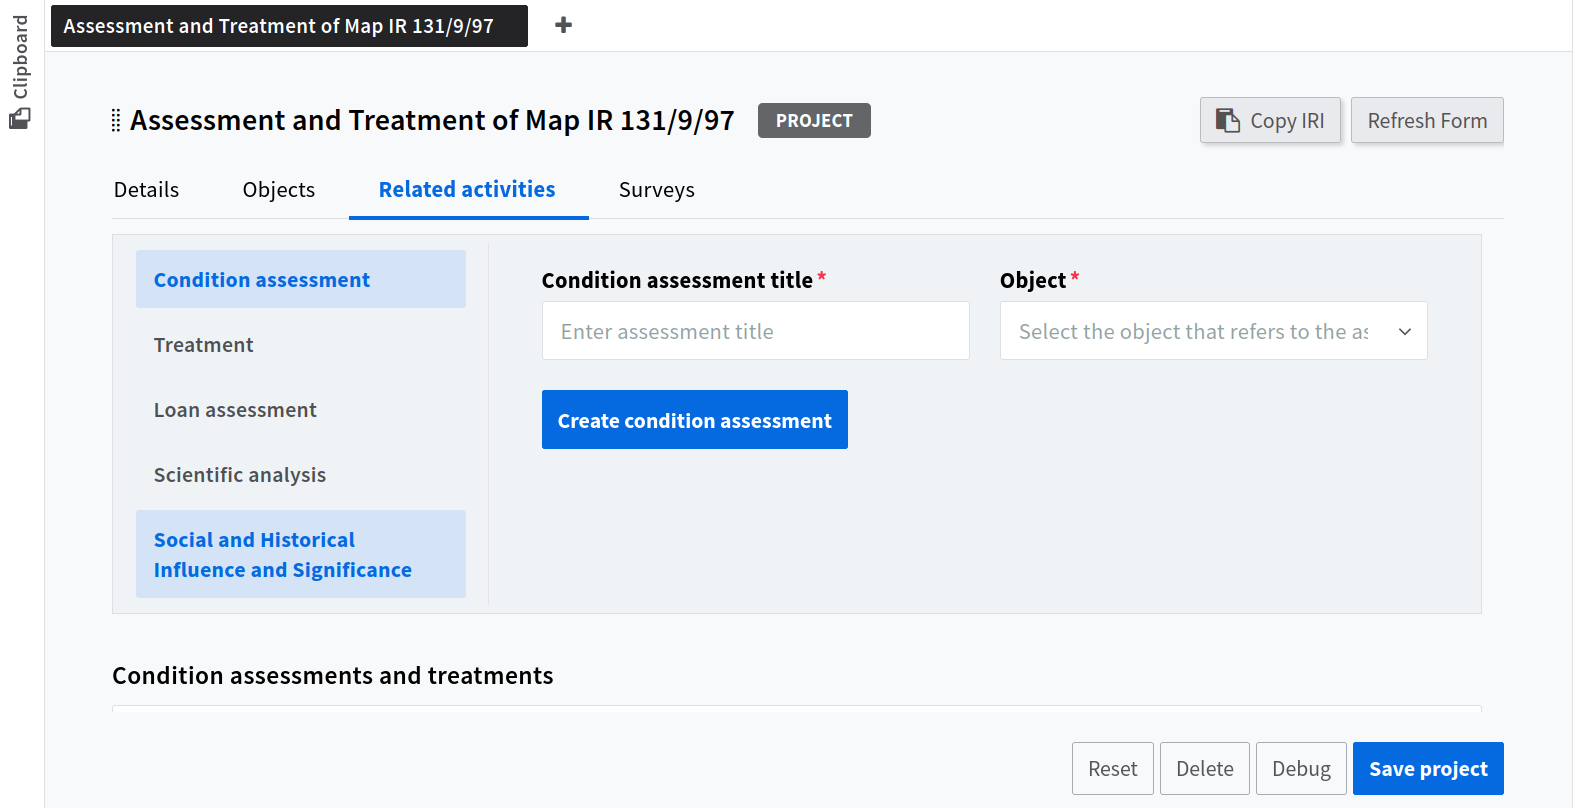 Clipboard
Assessment and Treatment of Map IR 131/9/97
Assessment and Treatment of Map IR 131/9/97
PROJECT
Copy IRI
Refresh Form
Details
Objects
Related activities
Surveys
Condition assessment
Treatment
Loan assessment
Scientific analysis
Social and Historical
Influence and Significance
Condition assessment title *
Enter assessment title
Object *
Select the object that refers to the as
Create condition assessment
Condition assessments and treatments
Reset
Delete
Debug
Save project